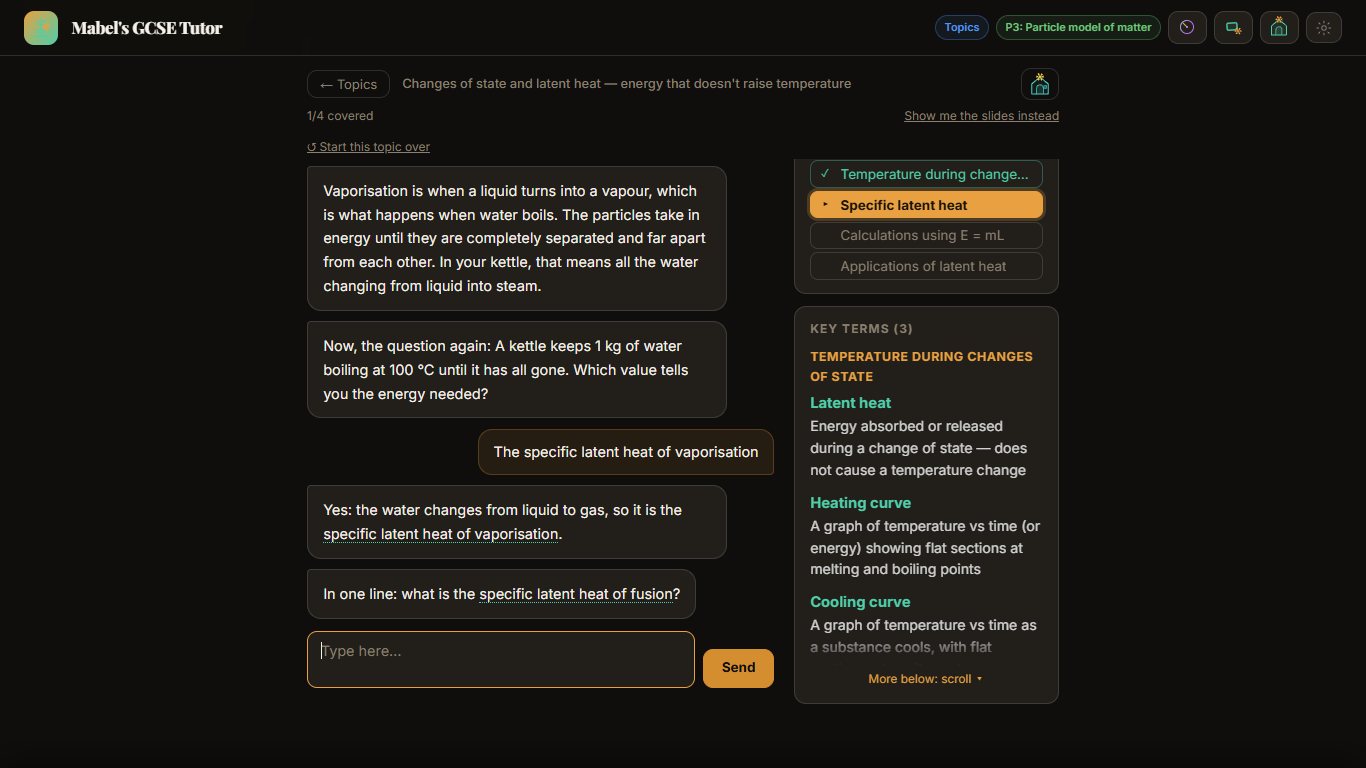 Mabel's GCSE Tutor
Topics
P3: Particle model of matter
← Topics
Changes of state and latent heat — energy that doesn't raise temperature
1/4 covered
Show me the slides instead
↺ Start this topic over
Vaporisation is when a liquid turns into a vapour, which
is what happens when water boils. The particles take in
energy until they are completely separated and far apart
from each other. In your kettle, that means all the water
changing from liquid into steam.
Now, the question again: A kettle keeps 1 kg of water
boiling at 100 °C until it has all gone. Which value tells
you the energy needed?
The specific latent heat of vaporisation
Yes: the water changes from liquid to gas, so it is the
specific latent heat of vaporisation.
In one line: what is the specific latent heat of fusion?
Type here...
Send
✓ Temperature during change...
‣ Specific latent heat
Calculations using E = mL
Applications of latent heat
KEY TERMS (3)
TEMPERATURE DURING CHANGES
OF STATE
Latent heat
Energy absorbed or released
during a change of state — does
not cause a temperature change
Heating curve
A graph of temperature vs time (or
energy) showing flat sections at
melting and boiling points
Cooling curve
A graph of temperature vs time as
a substance cools, with flat
More below: scroll ▾